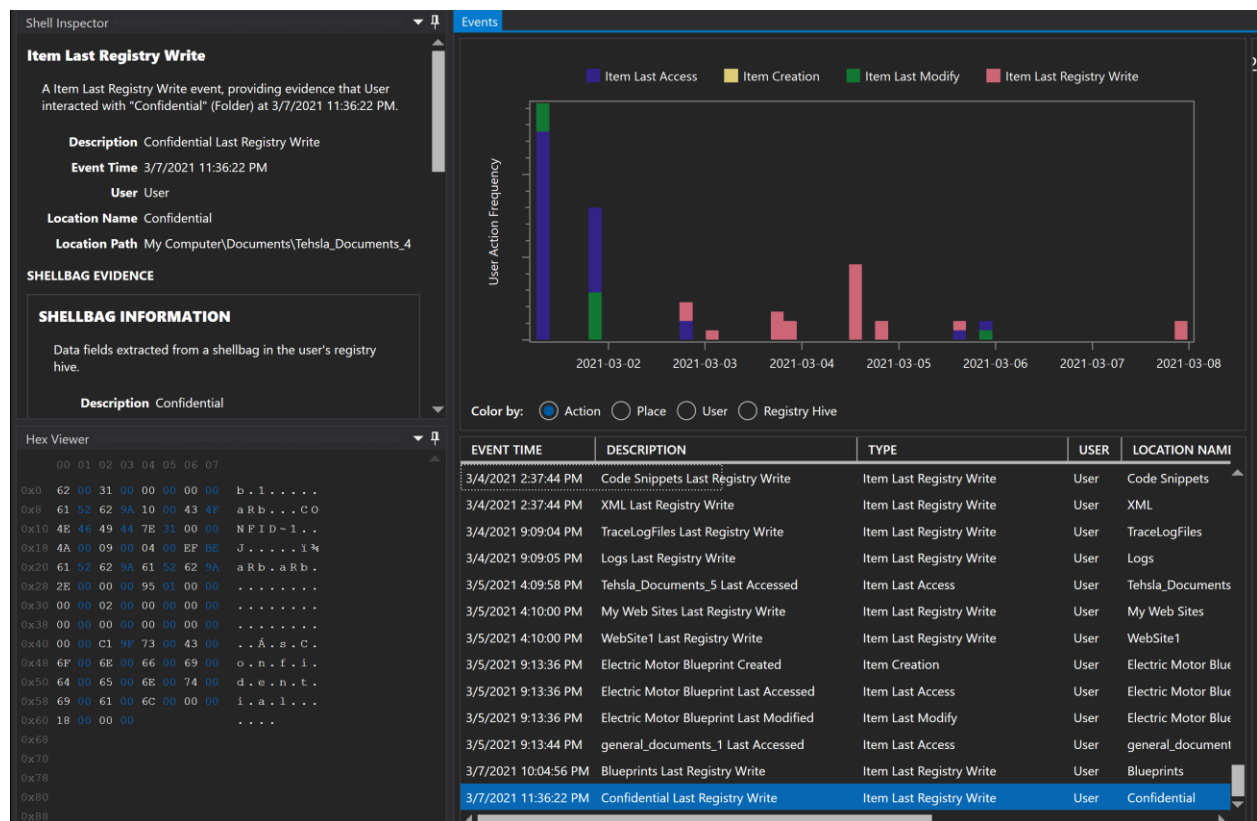 Shell Inspector
Item Last Registry Write
A Item Last Registry Write event, providing evidence that User
interacted with "Confidential" (Folder) at 3/7/2021 11:36:22 PM.
Description Confidential Last Registry Write
Event Time 3/7/2021 11:36:22 PM
User User
Location Name Confidential
Location Path My Computer\Documents\Tehsla_Documents_4
SHELLBAG EVIDENCE
SHELLBAG INFORMATION
Data fields extracted from a shellbag in the user's registry
hive.
Description Confidential
Hex Viewer
00 01 02 03 04 05 06 07
0x0 62 00 31 00 00 00 00 00 b.1.....
0x8 61 52 62 9A 10 00 43 4F aRb...CO
0x10 4E 46 49 44 7E 31 00 00 NFID~1..
0x18 4A 00 09 00 04 00 EF BE J.....ï¾
0x20 61 52 62 9A 61 52 62 9A aRb.aRb.
0x28 2E 00 00 00 95 01 00 00 ........
0x30 00 00 02 00 00 00 00 00 ........
0x38 00 00 00 00 00 00 00 00 ........
0x40 00 00 C1 9F 73 00 43 00 ..Á.s.C.
0x48 6F 00 6E 00 66 00 69 00 o.n.f.i.
0x50 64 00 65 00 6E 00 74 00 d.e.n.t.
0x58 69 00 61 00 6C 00 00 00 i.a.l...
0x60 18 00 00 00 ....
0x68
0x70
0x78
0x80
0x88
Events
Item Last Access Item Creation Item Last Modify Item Last Registry Write
User Action Frequency
2021-03-02 2021-03-03 2021-03-04 2021-03-05 2021-03-06 2021-03-07 2021-03-08
Color by: Action Place User Registry Hive
EVENT TIME DESCRIPTION TYPE USER LOCATION NAM
3/4/2021 2:37:44 PM Code Snippets Last Registry Write Item Last Registry Write User Code Snippets
3/4/2021 2:37:44 PM XML Last Registry Write Item Last Registry Write User XML
3/4/2021 9:09:04 PM TraceLogFiles Last Registry Write Item Last Registry Write User TraceLogFiles
3/4/2021 9:09:05 PM Logs Last Registry Write Item Last Registry Write User Logs
3/5/2021 4:09:58 PM Tehsla_Documents_5 Last Accessed Item Last Access User Tehsla_Documents
3/5/2021 4:10:00 PM My Web Sites Last Registry Write Item Last Registry Write User My Web Sites
3/5/2021 4:10:00 PM WebSite1 Last Registry Write Item Last Registry Write User WebSite1
3/5/2021 9:13:36 PM Electric Motor Blueprint Created Item Creation User Electric Motor Blue
3/5/2021 9:13:36 PM Electric Motor Blueprint Last Accessed Item Last Access User Electric Motor Blue
3/5/2021 9:13:36 PM Electric Motor Blueprint Last Modified Item Last Modify User Electric Motor Blue
3/5/2021 9:13:44 PM general_documents_1 Last Accessed Item Last Access User general_document
3/7/2021 10:04:56 PM Blueprints Last Registry Write Item Last Registry Write User Blueprints
3/7/2021 11:36:22 PM Confidential Last Registry Write Item Last Registry Write User Confidential